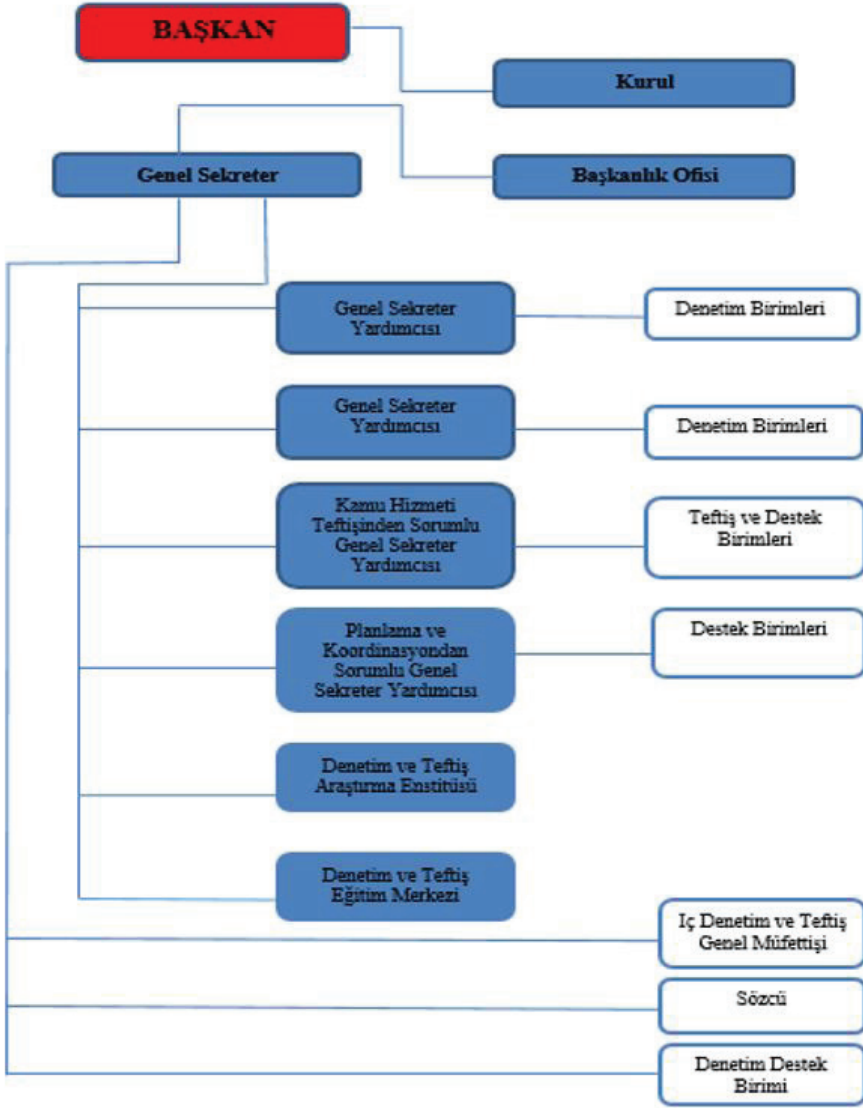 BAŞKAN
Kurul
Genel Sekreter
Başkanlık Ofisi
Genel Sekreter
Yardımcısı
Denetim Birimleri
Genel Sekreter
Yardımcısı
Denetim Birimleri
Kamu Hizmeti
Teftişinden Sorumlu
Genel Sekreter
Yardımcısı
Teftiş ve Destek
Birimleri
Planlama ve
Koordinasyondan
Sorumlu Genel
Sekreter Yardımcısı
Destek Birimleri
Denetim ve Teftiş
Araştırma Enstitüsü
Denetim ve Teftiş
Eğitim Merkezi
İç Denetim ve Teftiş
Genel Müfettişi
Sözcü
Denetim Destek
Birimi